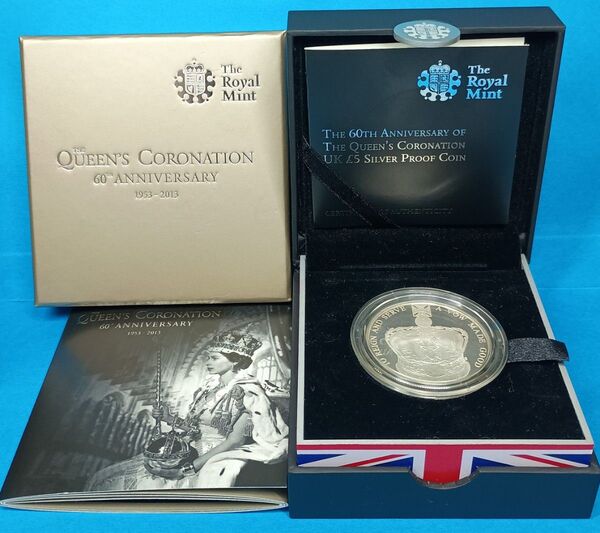 The
Royal
Mint
THE
QUEEN'S CORONATION
60TH ANNIVERSARY
1953 - 2013
The
Royal
Mint
THE 60TH ANNIVERSARY OF
THE QUEEN'S CORONATION
UK £5 SILVER PROOF COIN
CERTIFICATE OF AUTHENTICITY
QUEEN'S CORONATION
60TH ANNIVERSARY
1953 - 2013
TO REIGN AND SERVE A VOW MADE GOOD